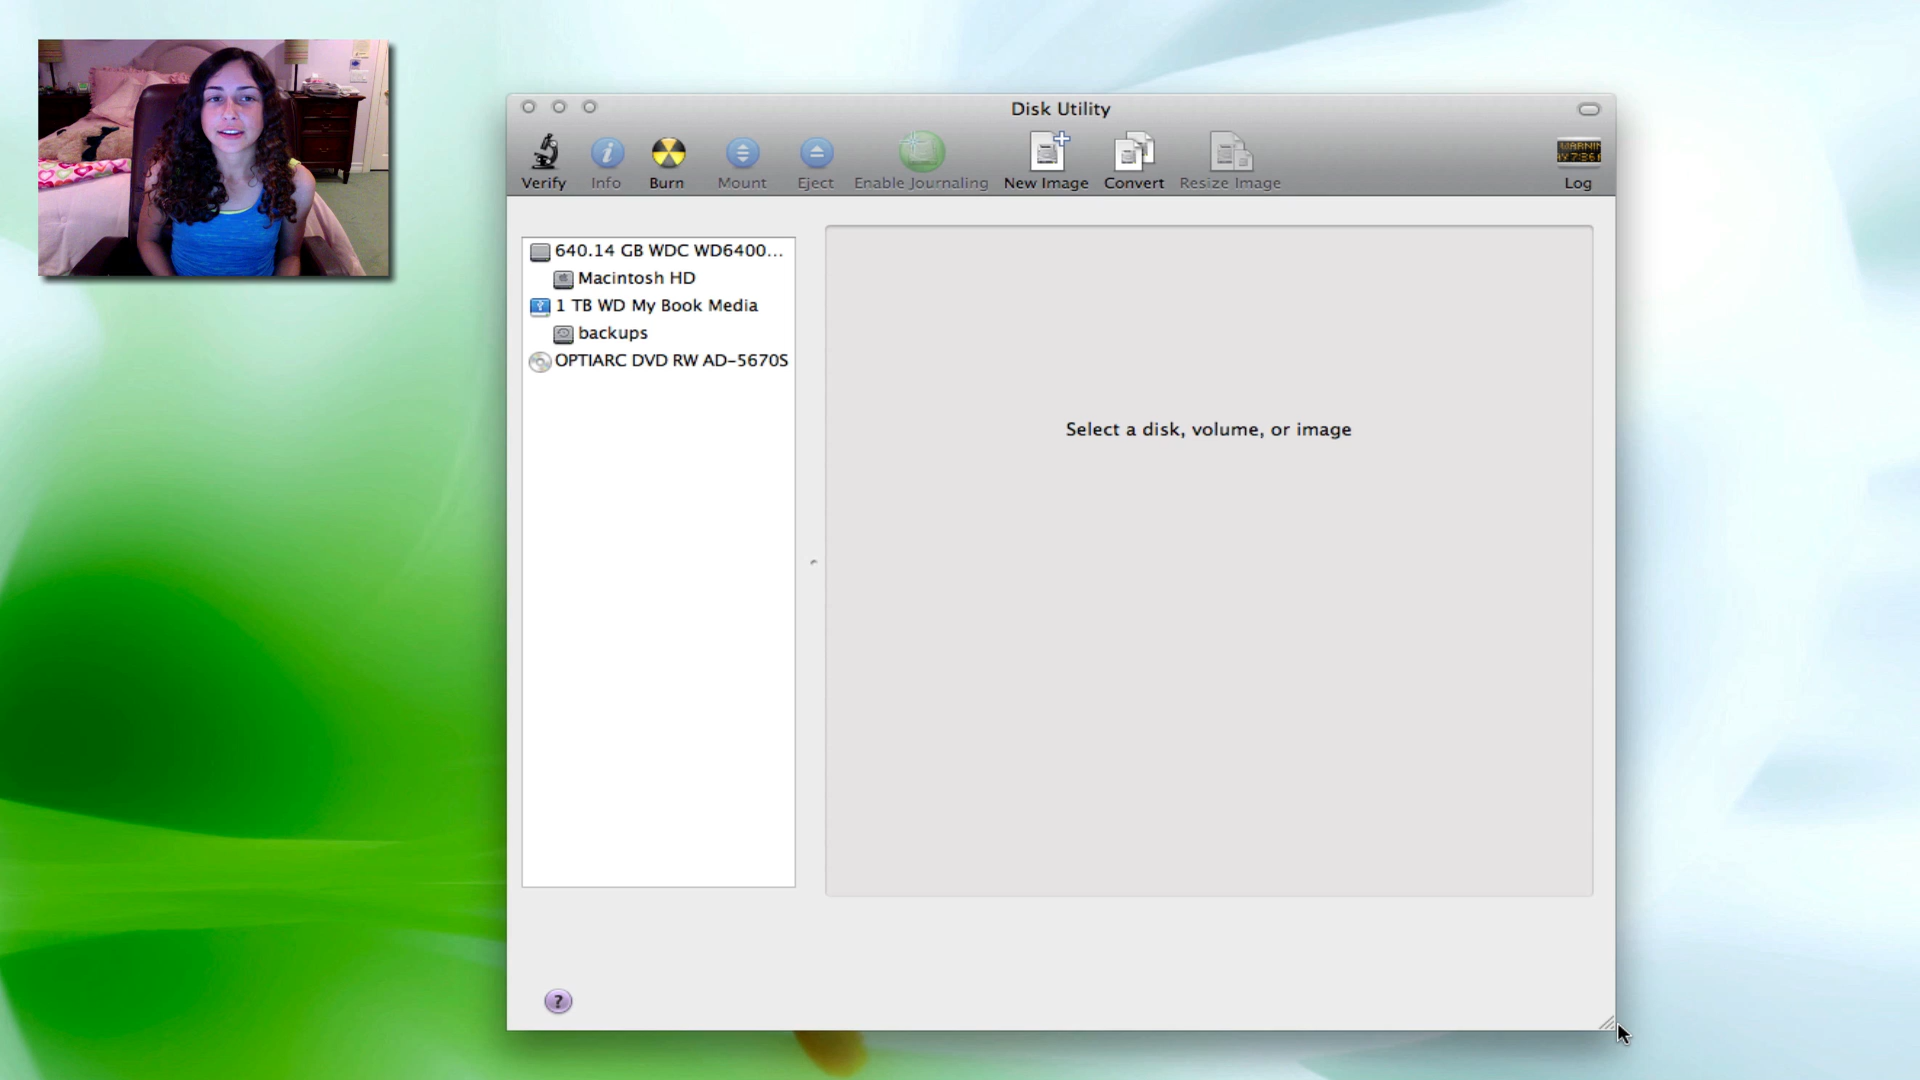 Disk Utility
Verify Info Burn Mount Eject Enable Journaling New Image Convert Resize Image Log
WARNIN
640.14 GB WDC WD6400...
Macintosh HD
1 TB WD My Book Media
backups
OPTIARC DVD RW AD-5670S
Select a disk, volume, or image
?